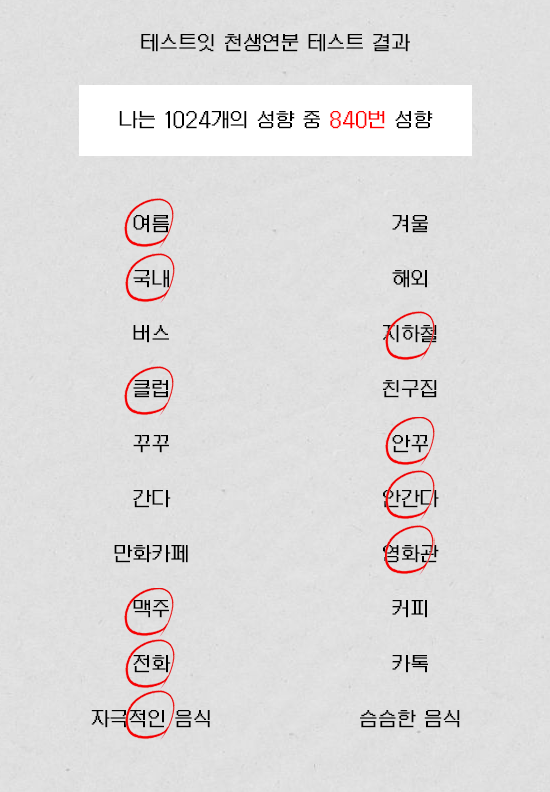 테스트잇 천생연분 테스트 결과
나는 1024개의 성향 중 840번 성향
여름 겨울
국내 해외
버스 지하철
클럽 친구집
꾸꾸 안꾸
간다 안간다
만화카페 영화관
맥주 커피
전화 카톡
자극적인 음식 슴슴한 음식